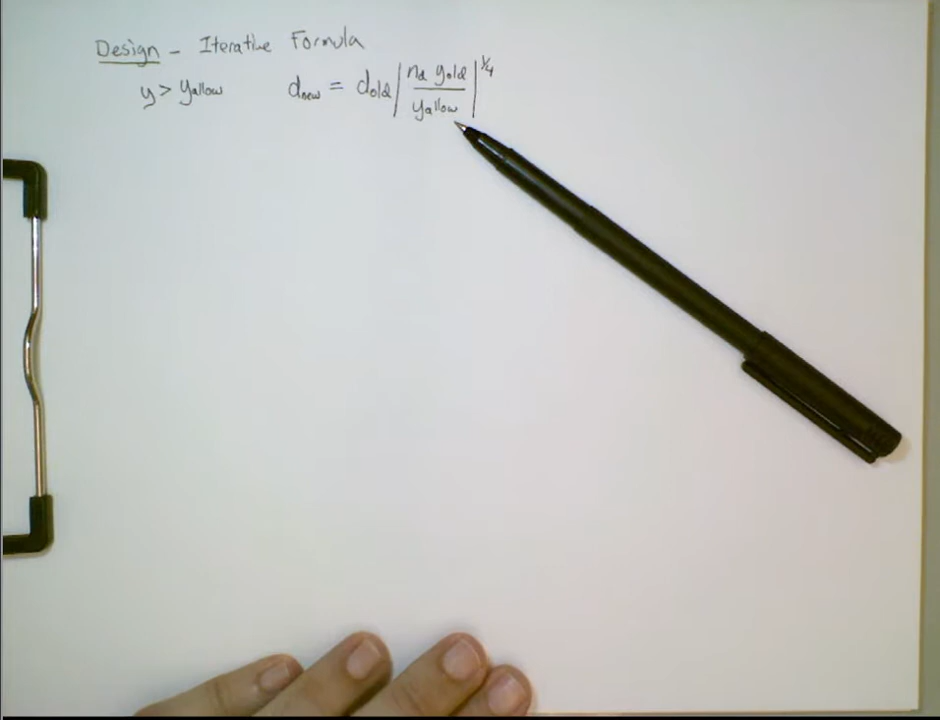 Design - Iterative Formula
y > yallow dnew = dold | nd yold / yallow |^1/4